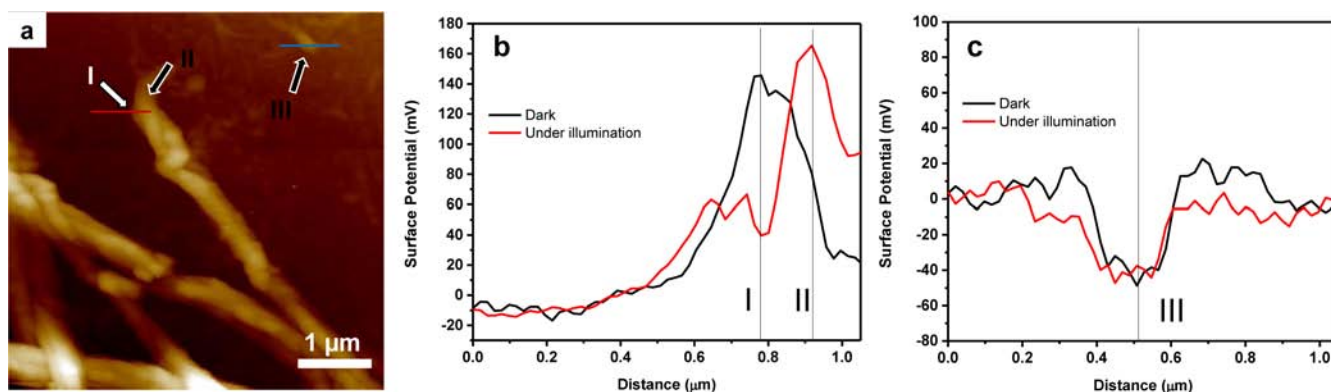 a
I
II
III
1 μm
b
Dark
Under illumination
Surface Potential (mV)
180
160
140
120
100
80
60
40
20
0
-20
0.0
0.2
0.4
0.6
0.8
1.0
Distance (μm)
I
II
c
Dark
Under illumination
Surface Potential (mV)
100
80
60
40
20
0
-20
-40
-60
-80
0.0
0.2
0.4
0.6
0.8
1.0
Distance (μm)
III